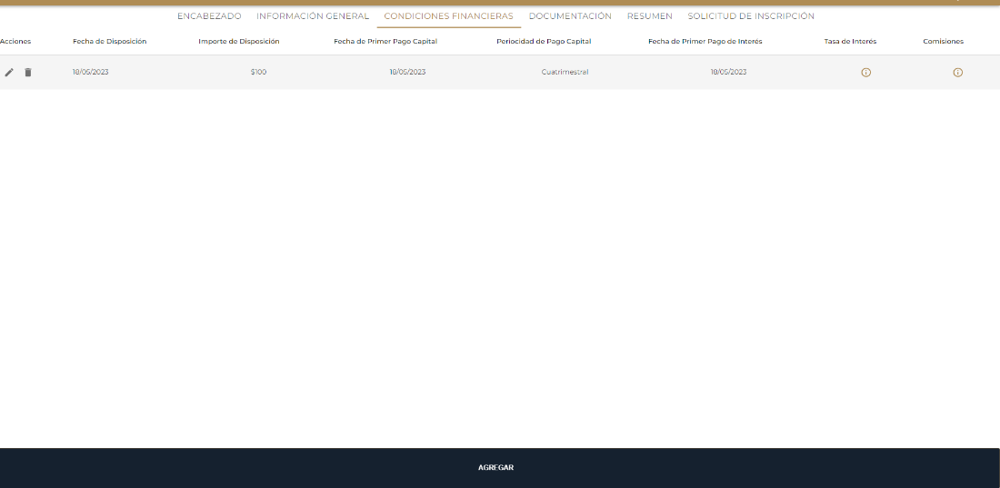 ENCABEZADO INFORMACIÓN GENERAL CONDICIONES FINANCIERAS DOCUMENTACIÓN RESUMEN SOLICITUD DE INSCRIPCIÓN
Acciones Fecha de Disposición Importe de Disposición Fecha de Primer Pago Capital Periocidad de Pago Capital Fecha de Primer Pago de Interés Tasa de Interés Comisiones
18/05/2023 $100 18/05/2023 Cuatrimestral 18/05/2023
AGREGAR